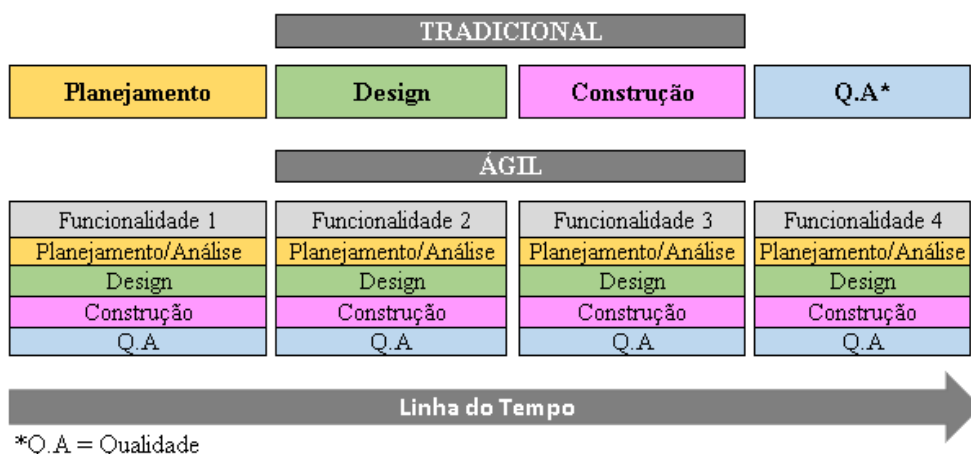 TRADICIONAL
Planejamento Design Construção Q.A*
ÁGIL
Funcionalidade 1 Funcionalidade 2 Funcionalidade 3 Funcionalidade 4
Planejamento/Análise Planejamento/Análise Planejamento/Análise Planejamento/Análise
Design Design Design Design
Construção Construção Construção Construção
Q.A Q.A Q.A Q.A
Linha do Tempo
*Q.A = Qualidade